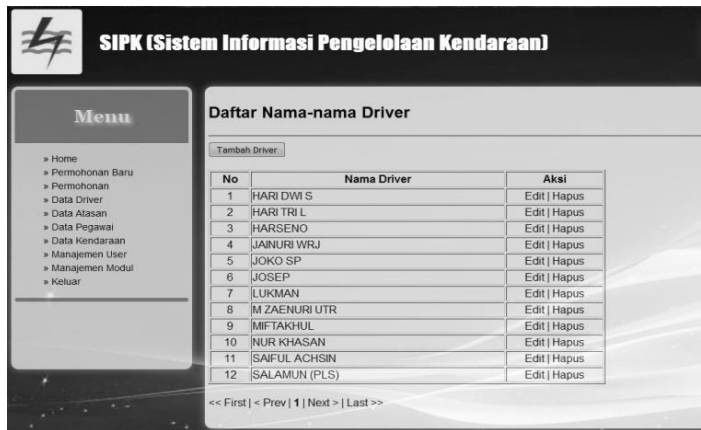 SIPK (Sistem Informasi Pengelolaan Kendaraan)
Menu
» Home
» Permohonan Baru
» Permohonan
» Data Driver
» Data Atasan
» Data Pegawai
» Data Kendaraan
» Manajemen User
» Manajemen Modul
» Keluar
Daftar Nama-nama Driver
Tambah Driver
No Nama Driver Aksi
1 HARI DWI S Edit | Hapus
2 HARI TRI L Edit | Hapus
3 HARSENO Edit | Hapus
4 JAINURI WRJ Edit | Hapus
5 JOKO SP Edit | Hapus
6 JOSEP Edit | Hapus
7 LUKMAN Edit | Hapus
8 M ZAENURI UTR Edit | Hapus
9 MIFTAKHUL Edit | Hapus
10 NUR KHASAN Edit | Hapus
11 SAIFUL ACHSIN Edit | Hapus
12 SALAMUN (PLS) Edit | Hapus
<< First | < Prev | 1 | Next > | Last >>